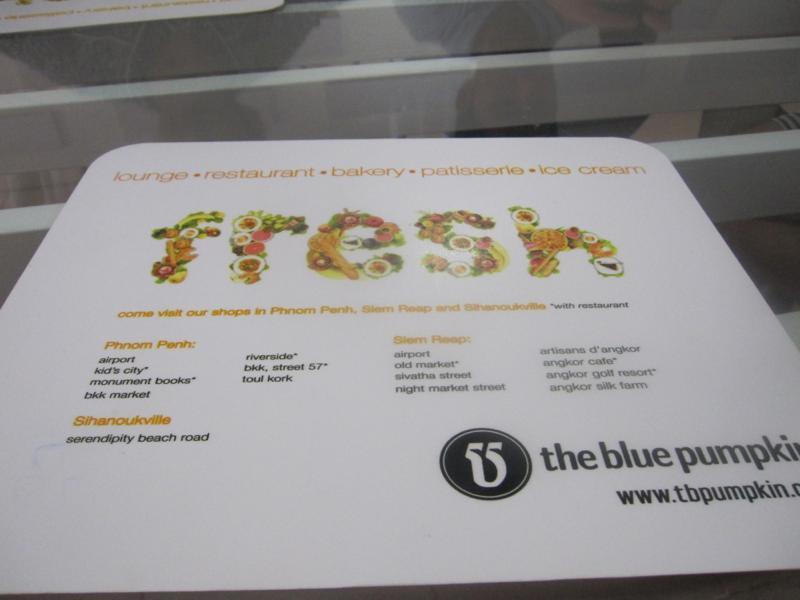 lounge • restaurant • bakery • patisserie • ice cream
fresh
come visit our shops in Phnom Penh, Siem Reap and Sihanoukville *with restaurant
Phnom Penh:
airport
kid's city*
monument books*
bkk market
riverside*
bkk, street 57*
toul kork
Sihanoukville
serendipity beach road
Siem Reap:
airport
old market*
sivatha street
night market street
artisans d'angkor
angkor cafe*
angkor golf resort*
angkor silk farm
the blue pumpkin
www.tbpumpkin.c